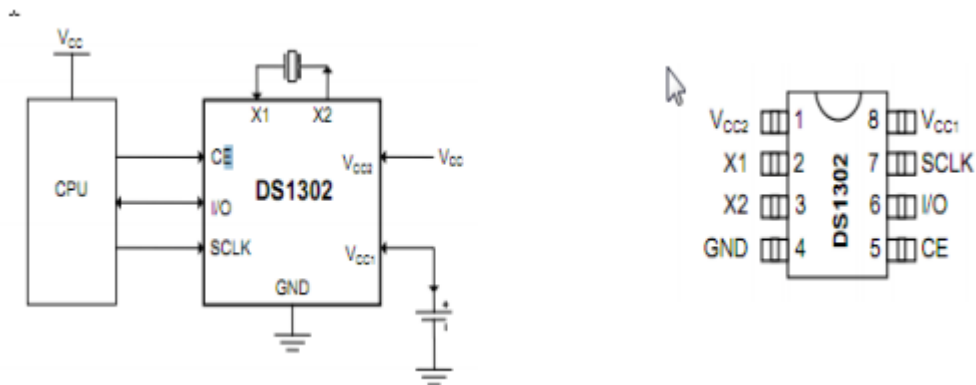 VCC
CPU
X1 X2
CE
I/O
SCLK
DS1302
VCC2
VCC
VCC1
GND
+
-
VCC2 1
X1 2
X2 3
GND 4
DS1302
8 VCC1
7 SCLK
6 I/O
5 CE